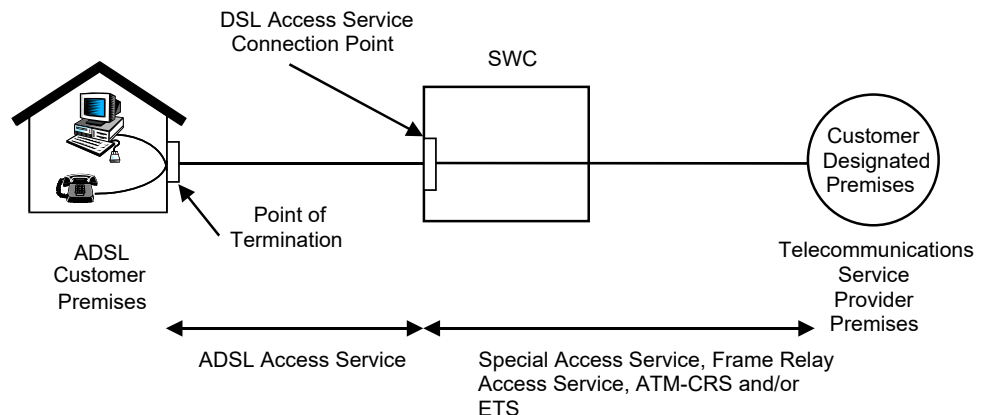 DSL Access Service
Connection Point
SWC
Customer
Designated
Premises
Point of
Termination
ADSL
Customer
Premises
Telecommunications
Service
Provider
Premises
ADSL Access Service
Special Access Service, Frame Relay
Access Service, ATM-CRS and/or
ETS